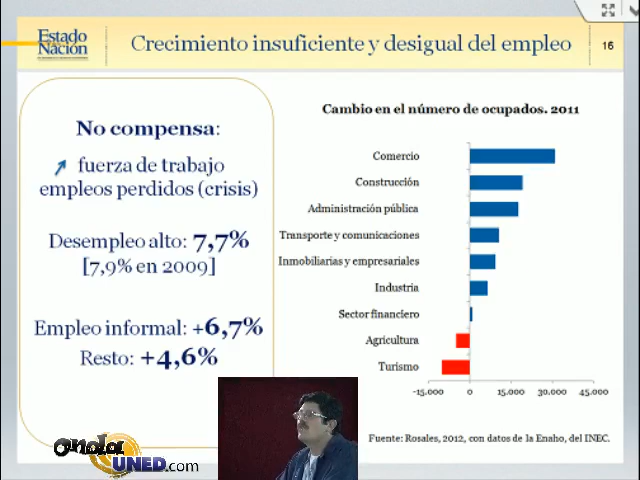 Estado
Nación
Crecimiento insuficiente y desigual del empleo
16
No compensa:
fuerza de trabajo
empleos perdidos (crisis)
Desempleo alto: 7,7%
[7,9% en 2009]
Empleo informal: +6,7%
Resto: +4,6%
Cambio en el número de ocupados. 2011
Comercio
Construcción
Administración pública
Transporte y comunicaciones
Inmobiliarias y empresariales
Industria
Sector financiero
Agricultura
Turismo
-15.000 0 15.000 30.000 45.000
Fuente: Rosales, 2012, con datos de la Enaho, del INEC.
Onda
UNED.com